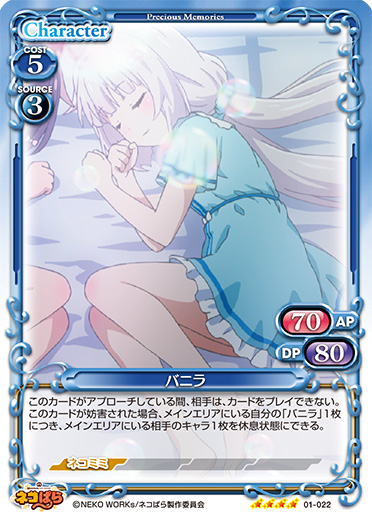 Precious Memories
Character
COST
5
SOURCE
3
70 AP
DP 80
バニラ
このカードがアプローチしている間、相手は、カードをプレイできない。
このカードが妨害された場合、メインエリアにいる自分の「バニラ」1枚
につき、メインエリアにいる相手のキャラ1枚を休息状態にできる。
ネコミミ
ネコぱら
©NEKO WORKs/ネコぱら製作委員会
01-022